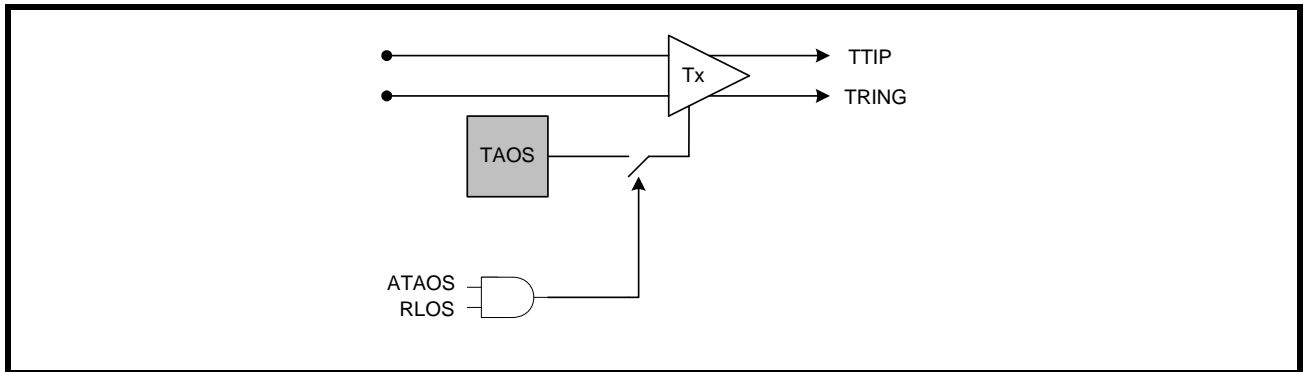 Tx
TTIP
TRING
TAOS
ATAOS
RLOS